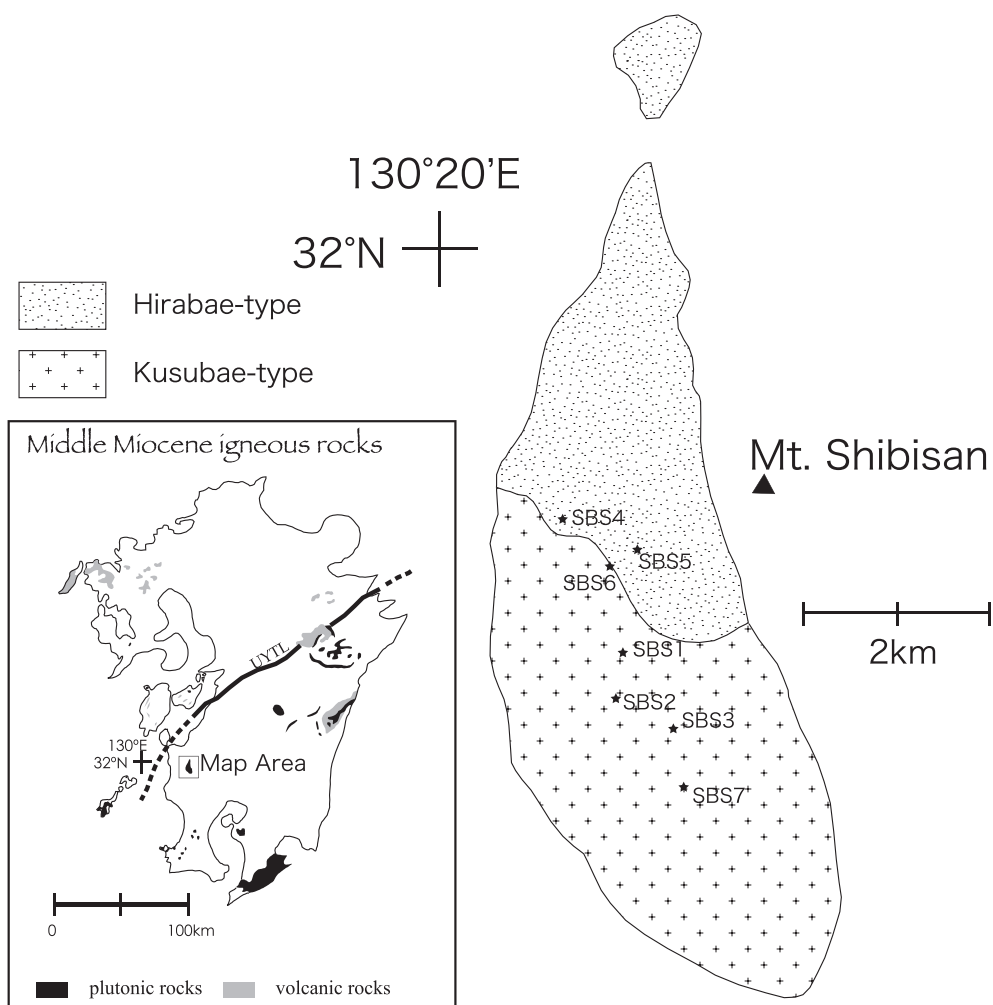 130°20'E
32°N
Hirabae-type
Kusubae-type
Mt. Shibisan
SBS4
SBS5
SBS6
SBS1
SBS2
SBS3
SBS7
2km
Middle Miocene igneous rocks
UYTL
130°E
32°N
Map Area
0 100km
plutonic rocks volcanic rocks